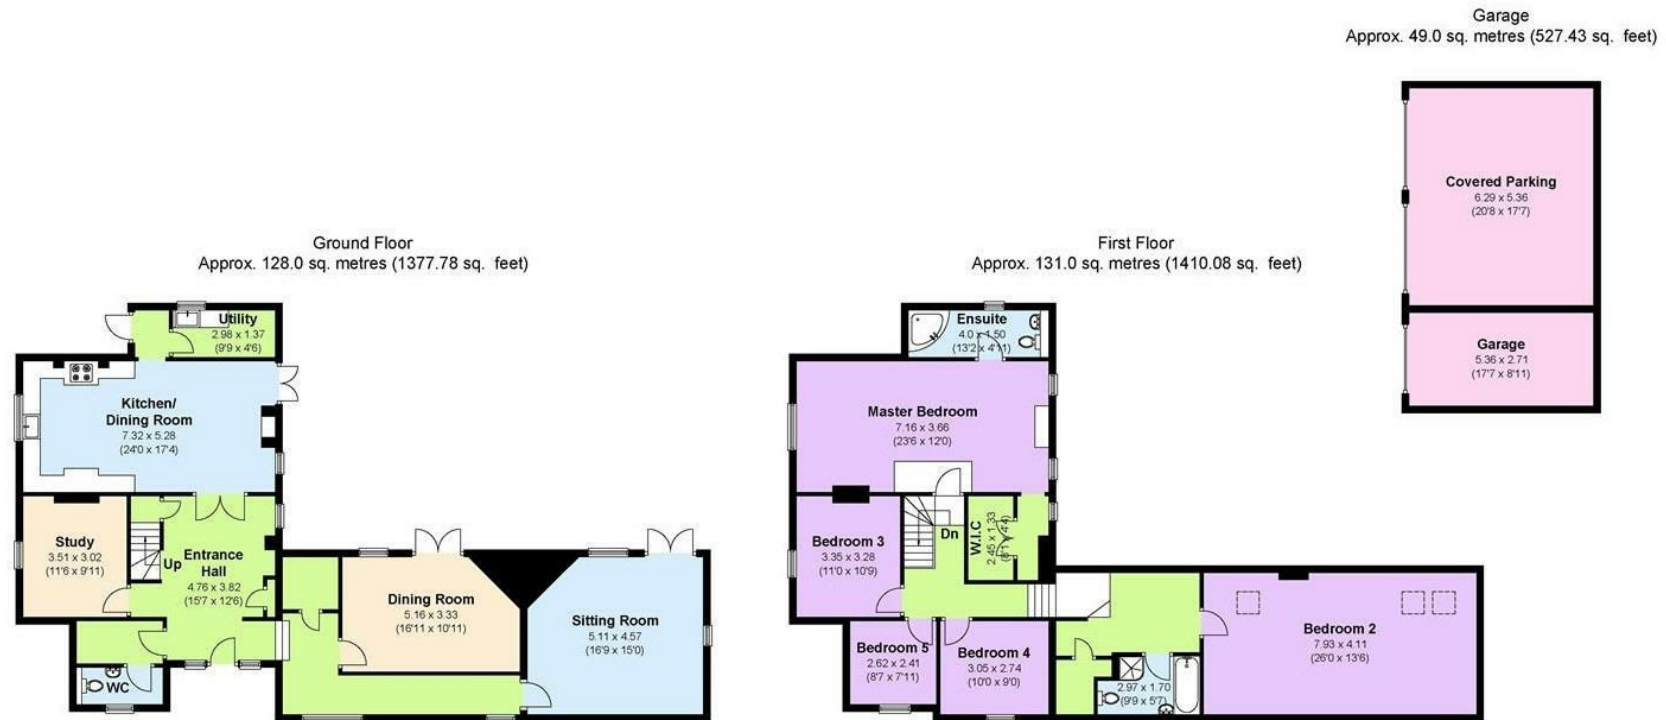 Garage
Approx. 49.0 sq. metres (527.43 sq. feet)
Covered Parking
6.29 x 5.36
(20'8 x 17'7)
Garage
5.36 x 2.71
(17'7 x 8'11)
Ground Floor
Approx. 128.0 sq. metres (1377.78 sq. feet)
Utility
2.98 x 1.37
(9'9 x 4'6)
Kitchen/
Dining Room
7.32 x 5.28
(24'0 x 17'4)
Study
3.51 x 3.02
(11'6 x 9'11)
Up
Entrance
Hall
4.76 x 3.82
(15'7 x 12'6)
WC
Dining Room
5.16 x 3.33
(16'11 x 10'11)
Sitting Room
5.11 x 4.57
(16'9 x 15'0)
First Floor
Approx. 131.0 sq. metres (1410.08 sq. feet)
Ensuite
4.0 x 1.50
(13'2 x 4'11)
Master Bedroom
7.16 x 3.66
(23'6 x 12'0)
Bedroom 3
3.35 x 3.28
(11'0 x 10'9)
Dn
W.I.C
2.45 x 1.33
(8'1 x 4'4)
Bedroom 5
2.62 x 2.41
(8'7 x 7'11)
Bedroom 4
3.05 x 2.74
(10'0 x 9'0)
2.97 x 1.70
(9'9 x 5'7)
Bedroom 2
7.93 x 4.11
(26'0 x 13'6)